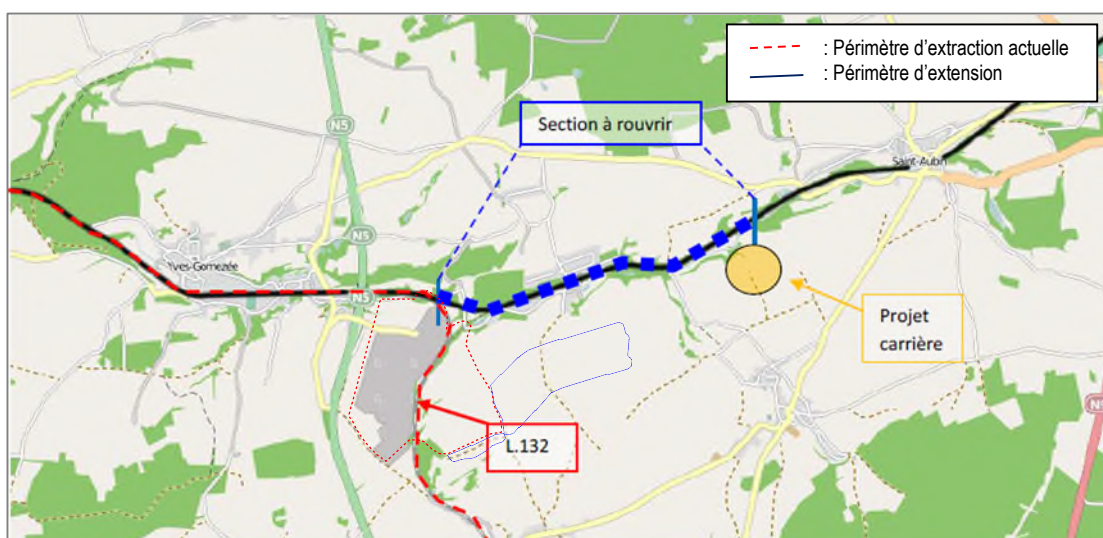 : Périmètre d'extraction actuelle
: Périmètre d'extension
N5
Section à rouvrir
Saint-Aubin
N5
Yves-Gomezée
N5
Projet
carrière
L.132